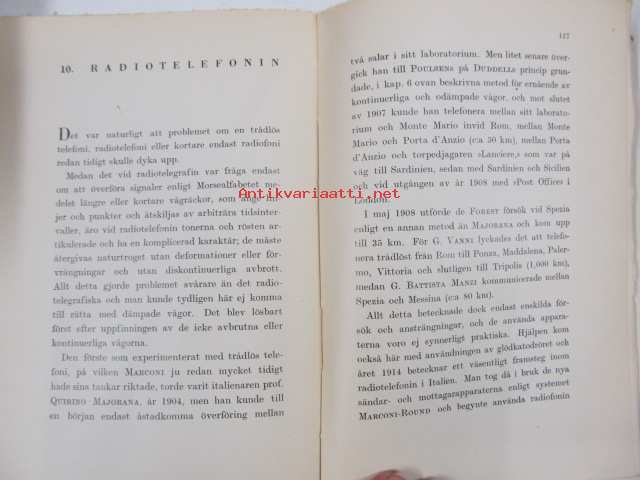 10. RADIOTELEFONIN
Det var naturligt att problemet om en trådlös
telefoni, radiotelefoni eller kortare endast radiofoni
redan tidigt skulle dyka upp.
Medan det vid radiotelegrafin var fråga endast
om att överföra signaler enligt Morsealfabetet me-
delst längre eller kortare vågräckor, som ange lin-
jer och punkter och åtskiljas av arbiträra tidsinter-
valler, äro vid radiotelefonin tonerna och rösten ar-
tikulerade och ha en komplicerad karaktär; de måste
återgivas naturtroget utan deformationer eller för-
vrängningar och utan diskontinuerliga avbrott.
Allt detta gjorde problemet svårare än det radio-
telegrafiska och man kunde tydligen här ej komma
till rätta med dämpade vågor. Det blev lösbart
först efter uppfinningen av de icke avbrutna eller
kontinuerliga vågorna.
Den förste som experimenterat med trådlös tele-
foni, på vilken MARCONI ju redan mycket tidigt
hade sina tankar riktade, torde varit italienaren prof.
QUIRINO MAJORANA, år 1904, men han kunde till
en början endast åstadkomma överföring mellan
117
två salar i sitt laboratorium. Men litet senare över-
gick han till POULSENS på DUDDELLS princip grun-
dade, i kap. 6 ovan beskrivna metod för ernående av
kontinuerliga och odämpade vågor, och mot slutet
av 1907 kunde han telefonera mellan sitt laborato-
rium och Monte Mario invid Rom, mellan Monte
Mario och Porta d'Anzio (c:a 50 km), mellan Porta
d'Anzio och torpedjagaren »Lanciere» som var på
väg till Sardinien, sedan med Sardinien och Sicilien
och vid utgången av år 1908 med »Post Office» i
London.
I maj 1908 utförde de FOREST försök vid Spezia
enligt en annan metod än MAJORANA och kom upp
till 35 km. För G. VANNI lyckades det att telefo-
nera trådlöst från Rom till Ponza, Maddalena, Paler-
mo, Vittoria och slutligen till Tripolis (1,000 km),
medan G. BATTISTA MANZI kommunicerade mellan
Spezia och Messina (c:a 80 km).
Allt detta betecknade dock endast enskilda för-
sök och ansträngningar, och de använda appara-
terna voro ej synnerligt praktiska. Hjälpen kom
också här med användningen av glödkatodröret och
året 1914 betecknar ett väsentligt framsteg inom
radiotelefonin i Italien. Man tog då i bruk de nya
sändar- och mottagarapparaterna enligt systemet
MARCONI-ROUND och begynte använda radiofonin
Antikvariaatti.net